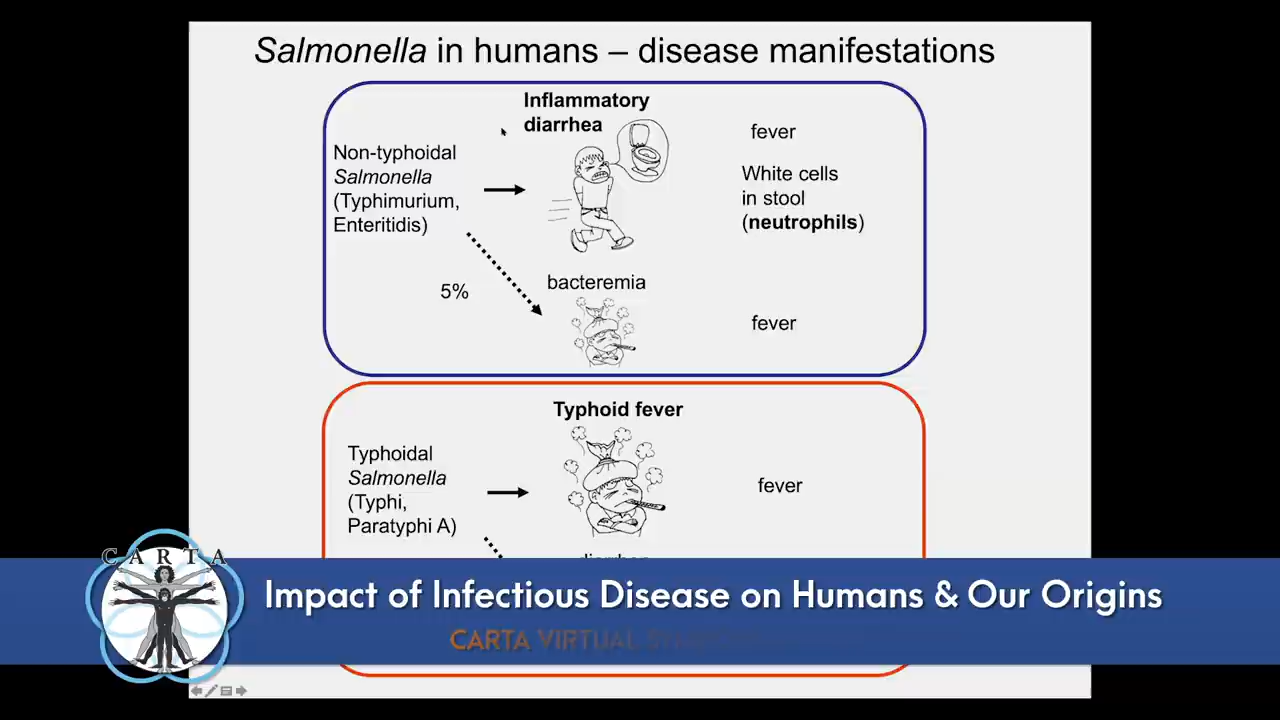 Salmonella in humans – disease manifestations
Inflammatory
diarrhea
fever
Non-typhoidal
Salmonella
(Typhimurium,
Enteritidis)
White cells
in stool
(neutrophils)
5%
bacteremia
fever
Typhoid fever
Typhoidal
Salmonella
(Typhi,
Paratyphi A)
fever
CARTA
Impact of Infectious Disease on Humans & Our Origins
CARTA VIRTUAL